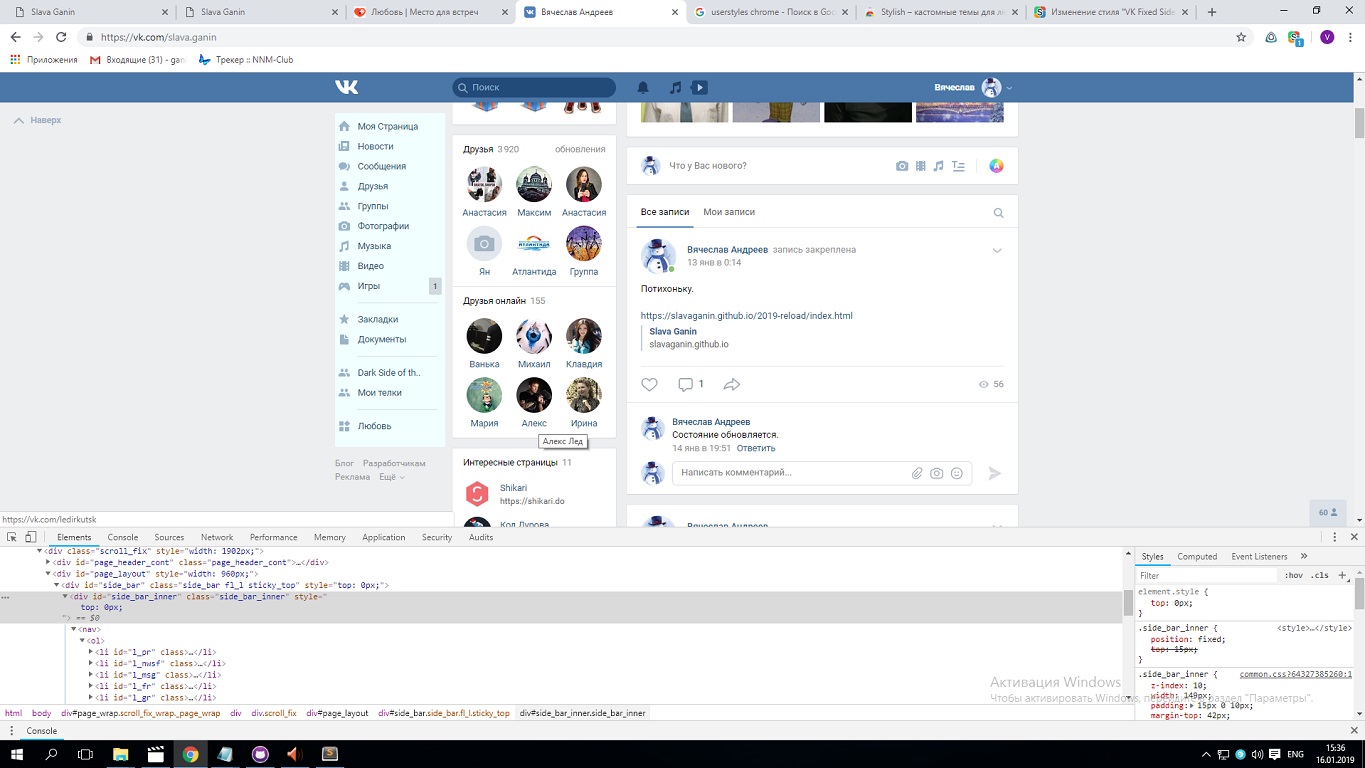 Slava Ganin
Slava Ganin
Любовь | Место для встреч
Вячеслав Андреев
userstyles chrome - Поиск в Goo
Stylish – кастомные темы для лю
Изменение стиля "VK Fixed Side
https://vk.com/slava.ganin
V
Приложения
Входящие (31) - gan
Трекер :: NNM-Club
Поиск
Вячеслав
Наверх
Моя Страница
Новости
Сообщения
Друзья
Группы
Фотографии
Музыка
Видео
Игры
1
Закладки
Документы
Dark Side of th..
Мои телки
Любовь
Блог Разработчикам
Реклама Ещё
Друзья 3 920 обновления
Анастасия Максим Анастасия
АТЛАНТИДА
Ян Атлантида Группа
Друзья онлайн 155
Ванька Михаил Клавдия
Мария Алекс Ирина
Алекс Лед
Интересные страницы 11
Shikari
https://shikari.do
Код Дурова
Что у Вас нового?
Все записи Мои записи
Вячеслав Андреев запись закреплена
13 янв в 0:14
Потихоньку.
https://slavaganin.github.io/2019-reload/index.html
Slava Ganin
slavaganin.github.io
1
56
Вячеслав Андреев
Состояние обновляется.
14 янв в 19:51 Ответить
Написать комментарий...
Вячеслав Андреев
60
https://vk.com/ledirkutsk
Elements Console Sources Network Performance Memory Application Security Audits
<div class="scroll_fix" style="width: 1902px;">
<div id="page_header_cont" class="page_header_cont">…</div>
<div id="page_layout" style="width: 960px;">
<div id="side_bar" class="side_bar fl_l sticky_top" style="top: 0px;">
<div id="side_bar_inner" class="side_bar_inner" style="
top: 0px;
"> == $0
<nav>
<ol>
<li id="l_pr" class>…</li>
<li id="l_nwsf" class>…</li>
<li id="l_msg" class>…</li>
<li id="l_fr" class>…</li>
<li id="l_gr" class>…</li>
html body div#page_wrap.scroll_fix_wrap._page_wrap div div.scroll_fix div#page_layout div#side_bar.side_bar.fl_l.sticky_top div#side_bar_inner.side_bar_inner
Styles Computed Event Listeners »
Filter :hov .cls +
element.style {
top: 0px;
}
.side_bar_inner { <style>…</style>
position: fixed;
top: 15px;
}
.side_bar_inner { common.css?64327385260:1
z-index: 10;
width: 149px;
padding: 15px 0 10px;
margin-top: 42px;
Активация Windows
Чтобы активировать Windows, перейдите в раздел "Параметры".
Console
ENG
15:36
16.01.2019